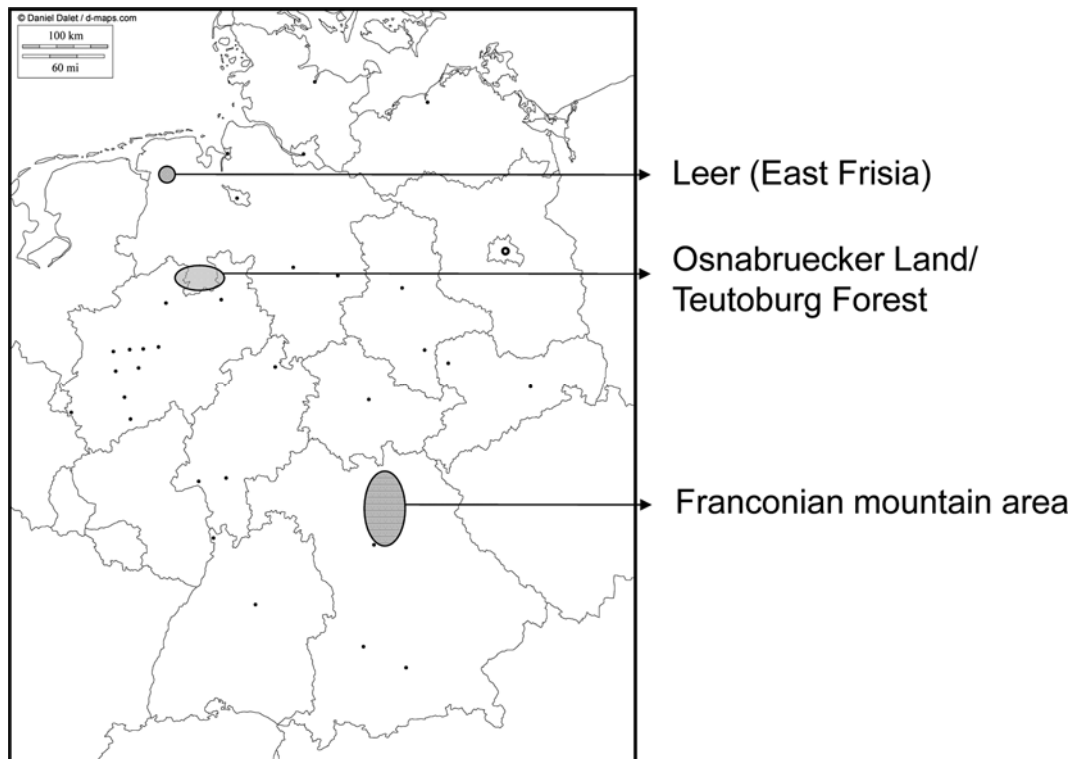 © Daniel Dalet / d-maps.com
100 km
60 mi
Leer (East Frisia)
Osnabruecker Land/
Teutoburg Forest
Franconian mountain area